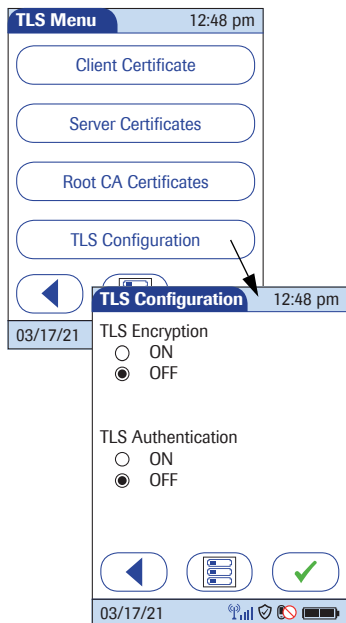 TLS Menu 12:48 pm
Client Certificate
Server Certificates
Root CA Certificates
TLS Configuration
03/17/21
TLS Configuration 12:48 pm
TLS Encryption
ON
OFF
TLS Authentication
ON
OFF
03/17/21